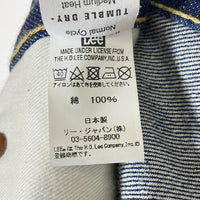 TUMBLE DRY
Medium Heat
Normal Cycle
Lee
MADE UNDER LICENSE FROM
THE H.D.LEE COMPANY, INC., U.S.A.
綿 100%
日本製
リー・ジャパン(株)
03-5604-8900
Lee® は The H.D. Lee Company, Inc の
登録商標です。